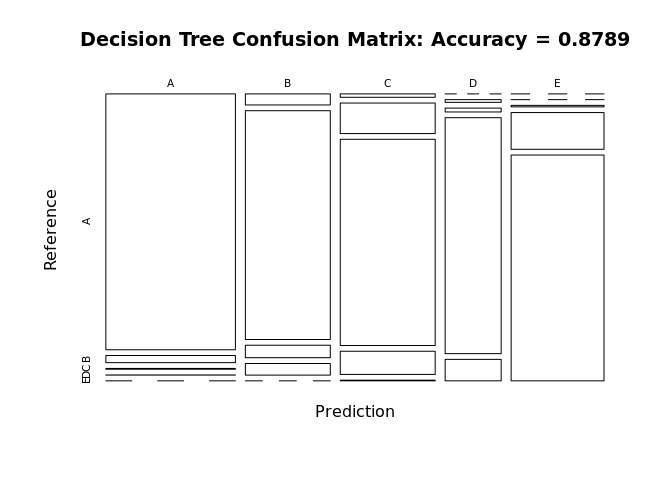 Decision Tree Confusion Matrix: Accuracy = 0.8789
A B C D E
Reference
A
B
C
D
E
Prediction